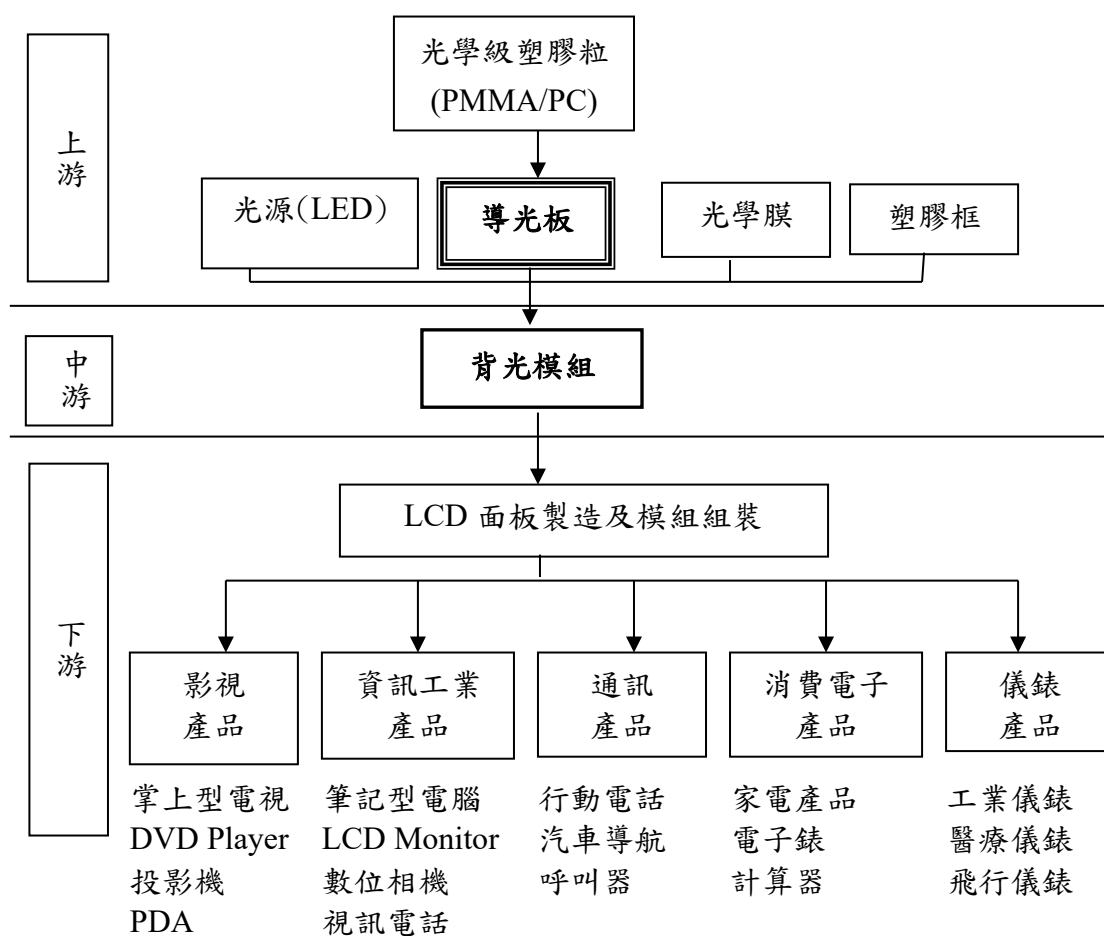 上游
光學級塑膠粒
(PMMA/PC)
光源(LED)
導光板
光學膜
塑膠框
中游
背光模組
下游
LCD 面板製造及模組組裝
影視
產品
資訊工業
產品
通訊
產品
消費電子
產品
儀錶
產品
掌上型電視
DVD Player
投影機
PDA
筆記型電腦
LCD Monitor
數位相機
視訊電話
行動電話
汽車導航
呼叫器
家電產品
電子錶
計算器
工業儀錶
醫療儀錶
飛行儀錶